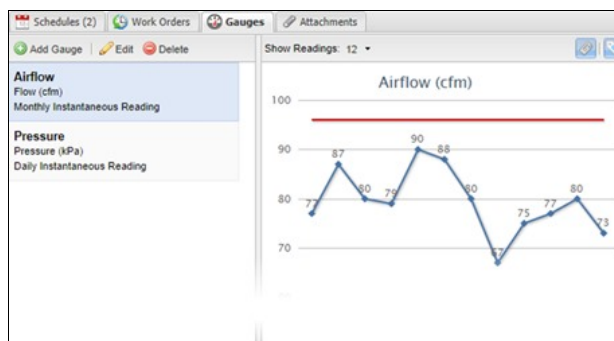 Schedules (2) Work Orders Gauges Attachments
Add Gauge Edit Delete Show Readings: 12
Airflow
Flow (cfm)
Monthly Instantaneous Reading
Pressure
Pressure (kPa)
Daily Instantaneous Reading
Airflow (cfm)
100
90
80
70
77 87 80 79 90 88 80 67 75 77 80 73